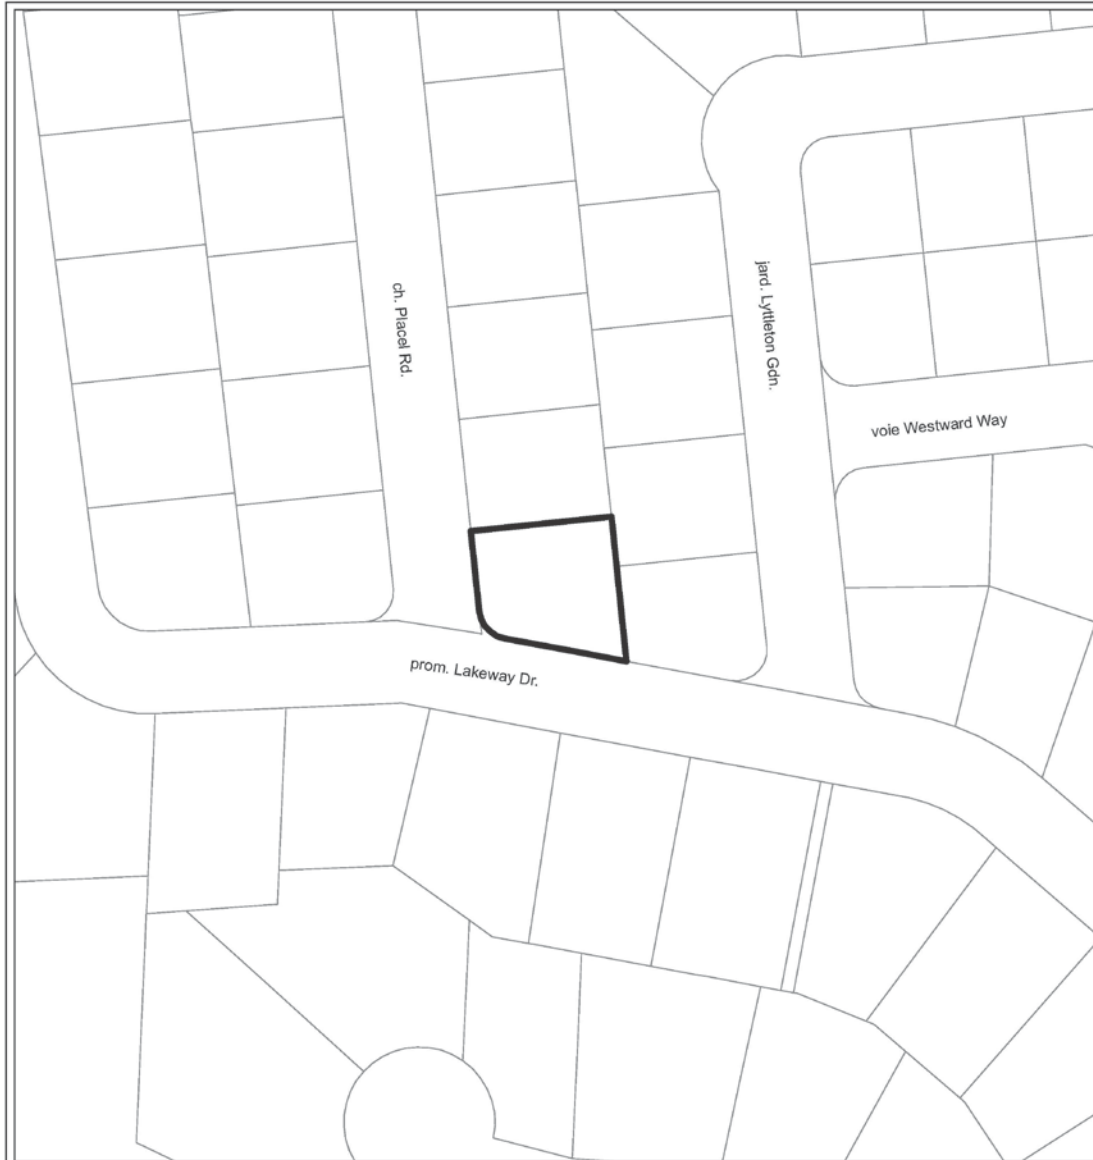 ch. Placel Rd.
jard. Lyttleton Gdn.
voie Westward Way
prom. Lakeway Dr.